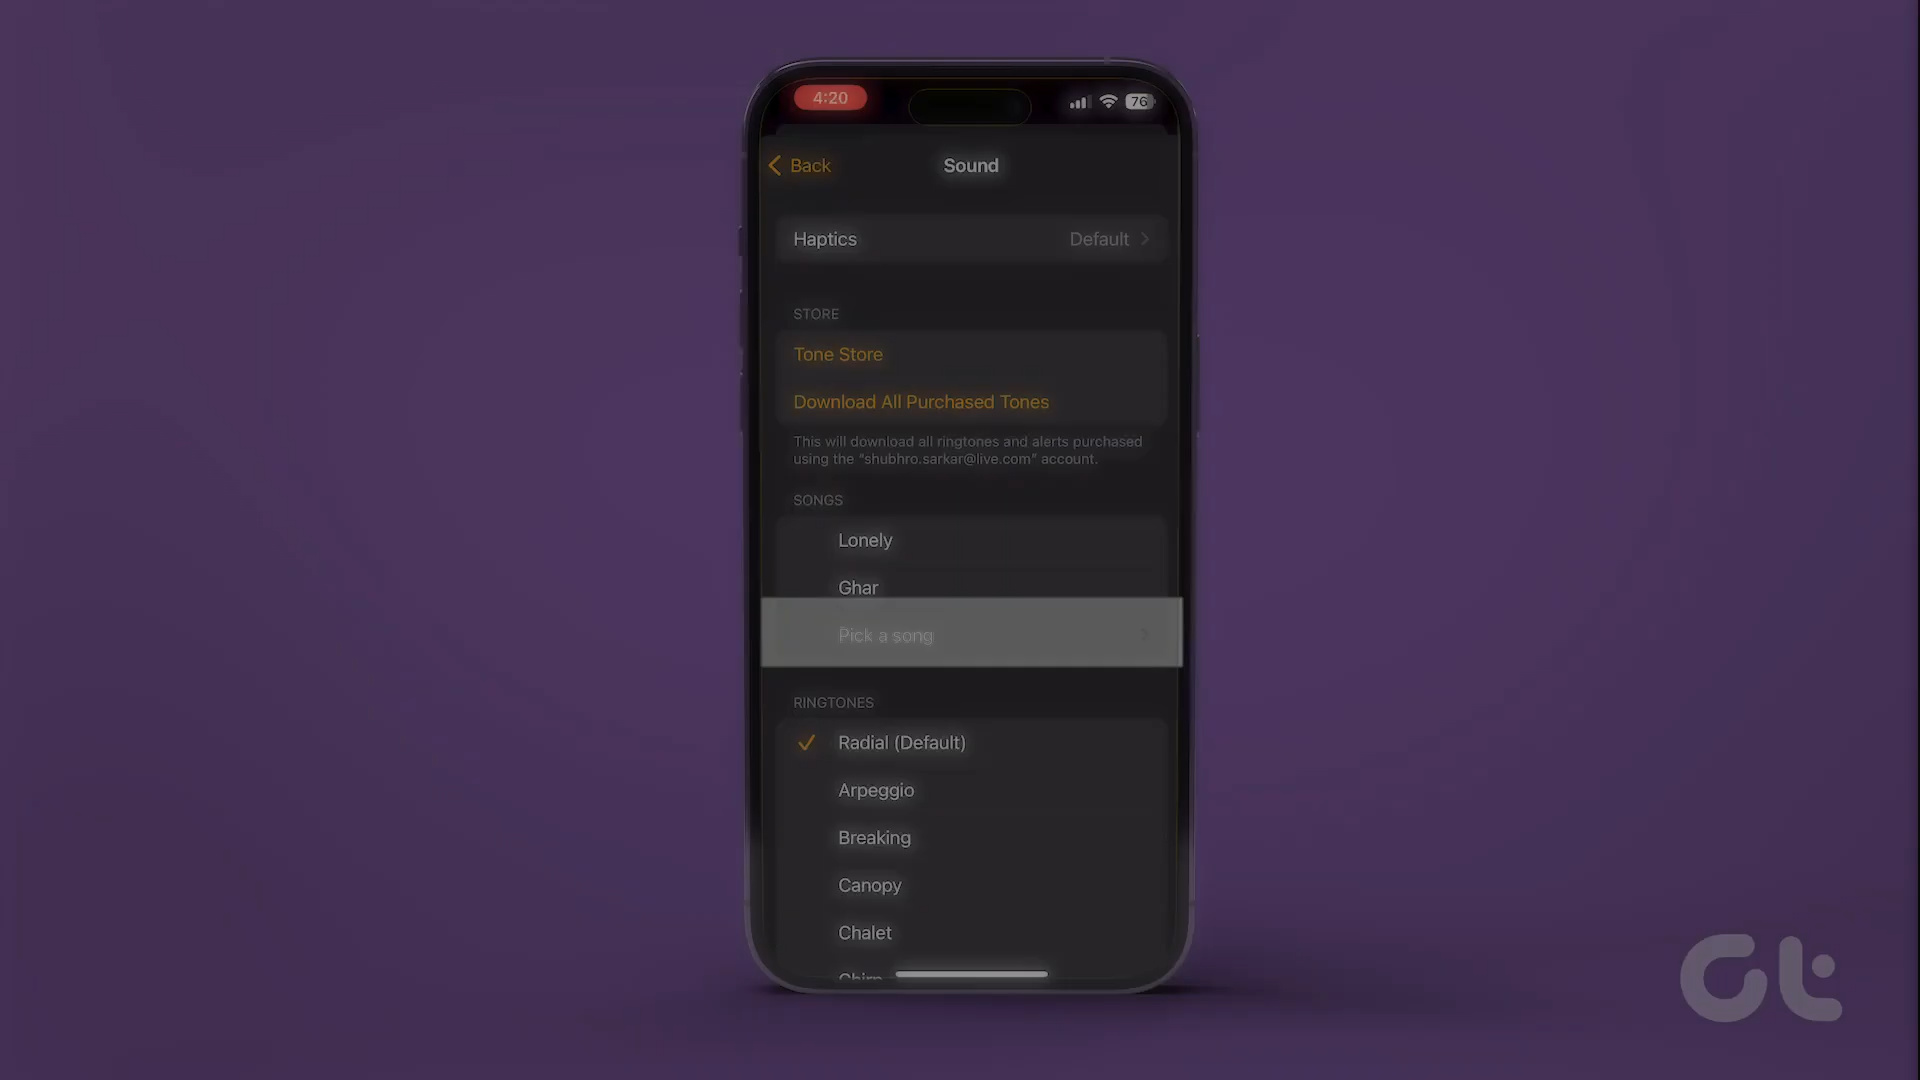 4:20
76
Back
Sound
Haptics
Default
STORE
Tone Store
Download All Purchased Tones
This will download all ringtones and alerts purchased
using the "shubhro.sarkar@live.com" account.
SONGS
Lonely
Ghar
Pick a song
RINGTONES
Radial (Default)
Arpeggio
Breaking
Canopy
Chalet
Chirp
Gt